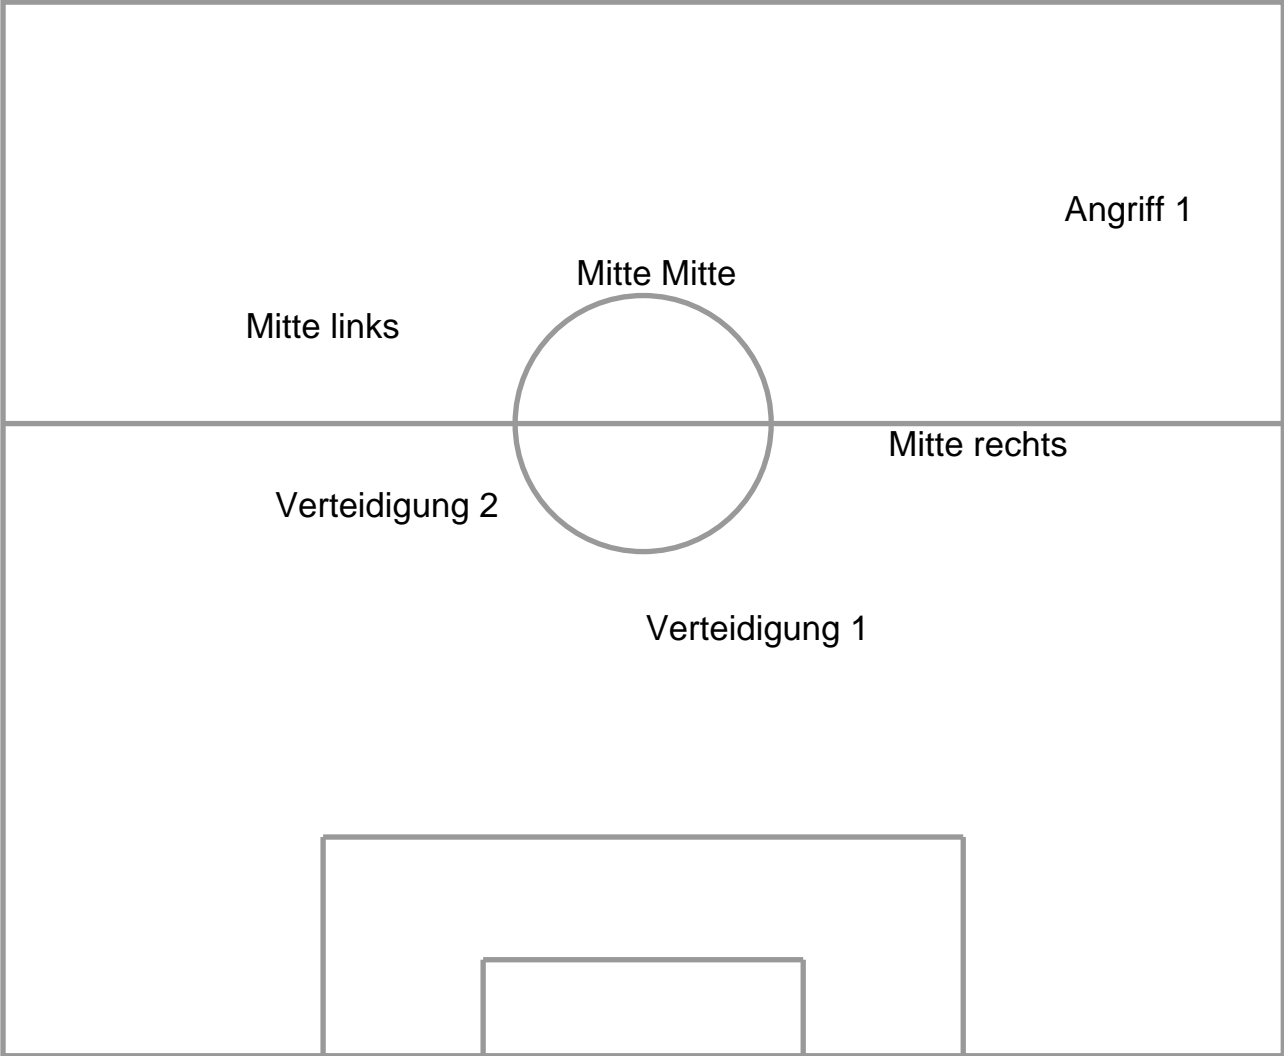 Angriff 1
Mitte Mitte
Mitte links
Mitte rechts
Verteidigung 2
Verteidigung 1